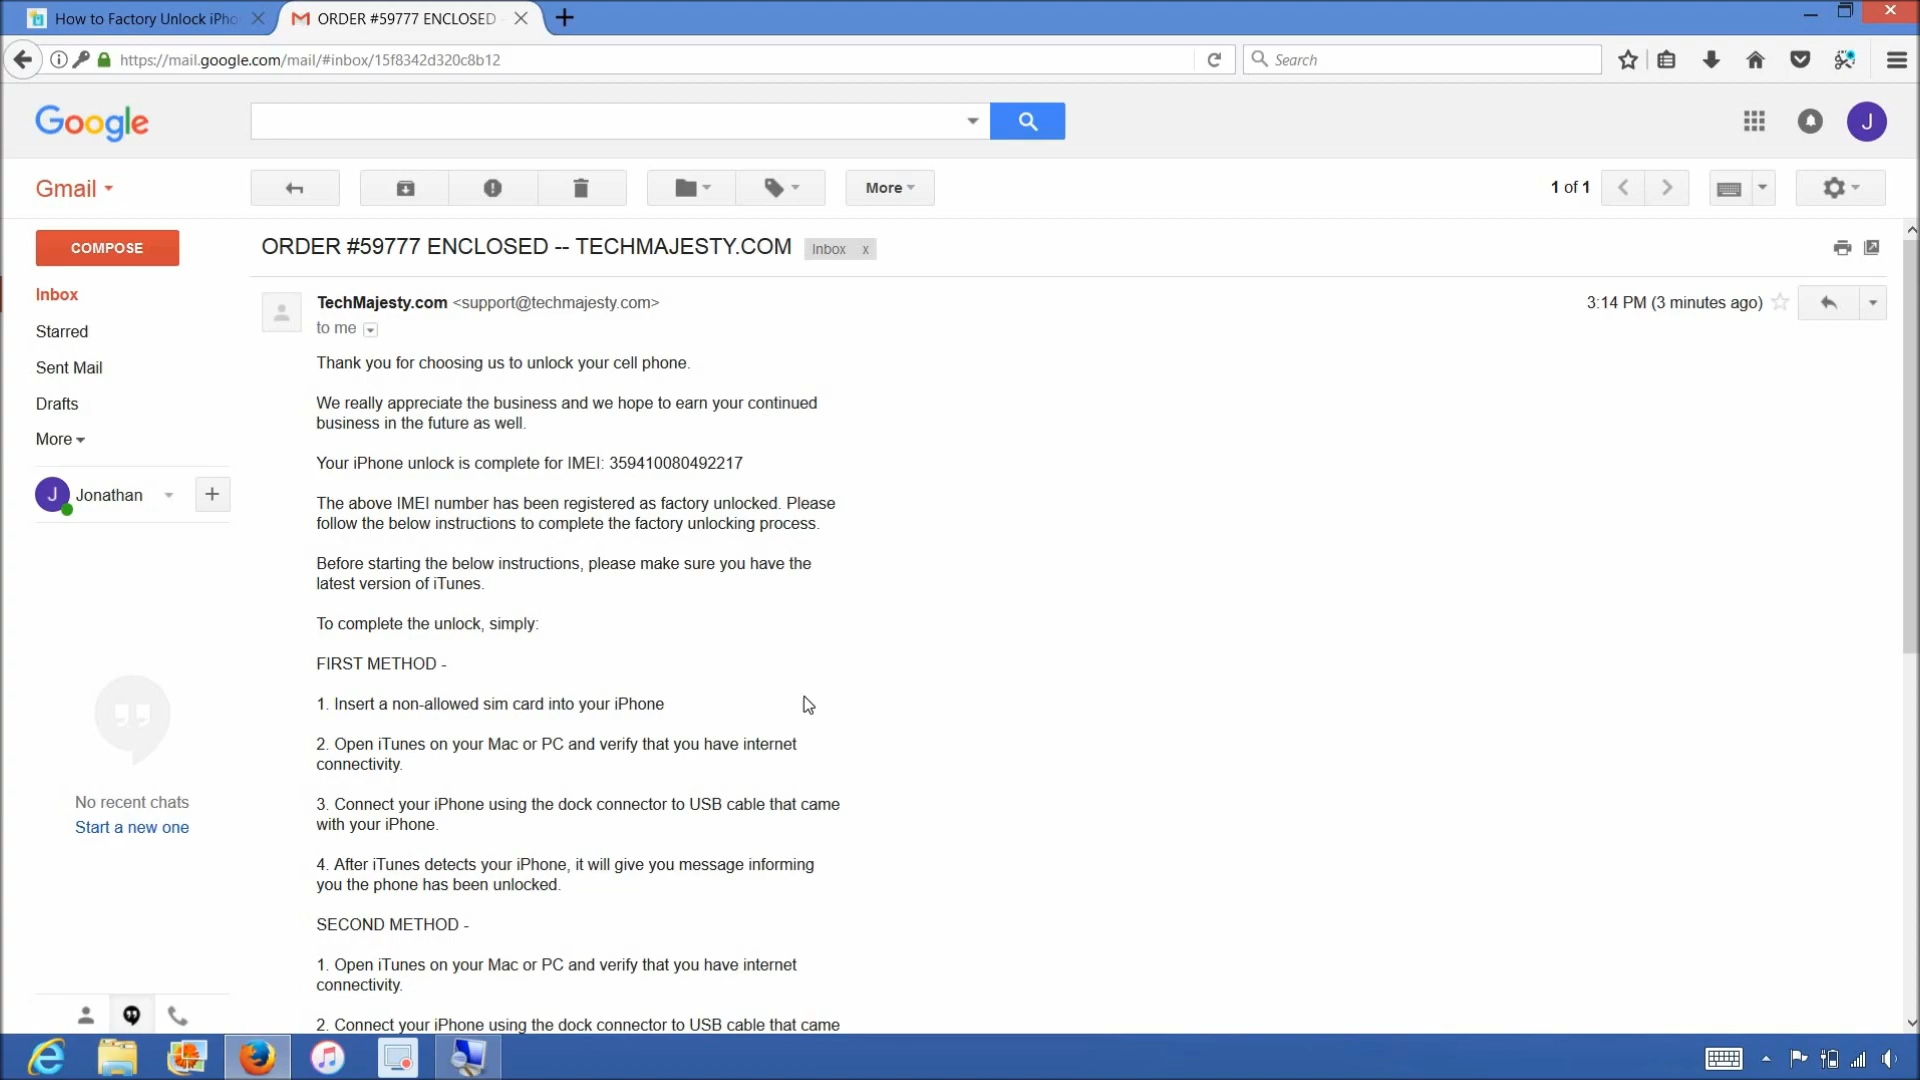 How to Factory Unlock iPho
ORDER #59777 ENCLOSED
https://mail.google.com/mail/#inbox/15f8342d320c8b12
Search
Google
Gmail
More
1 of 1
COMPOSE
ORDER #59777 ENCLOSED -- TECHMAJESTY.COM
Inbox x
Inbox
Starred
Sent Mail
Drafts
More
J Jonathan
No recent chats
Start a new one
J
TechMajesty.com <support@techmajesty.com>
3:14 PM (3 minutes ago)
to me
Thank you for choosing us to unlock your cell phone.
We really appreciate the business and we hope to earn your continued
business in the future as well.
Your iPhone unlock is complete for IMEI: 359410080492217
The above IMEI number has been registered as factory unlocked. Please
follow the below instructions to complete the factory unlocking process.
Before starting the below instructions, please make sure you have the
latest version of iTunes.
To complete the unlock, simply:
FIRST METHOD -
1. Insert a non-allowed sim card into your iPhone
2. Open iTunes on your Mac or PC and verify that you have internet
connectivity.
3. Connect your iPhone using the dock connector to USB cable that came
with your iPhone.
4. After iTunes detects your iPhone, it will give you message informing
you the phone has been unlocked.
SECOND METHOD -
1. Open iTunes on your Mac or PC and verify that you have internet
connectivity.
2. Connect your iPhone using the dock connector to USB cable that came